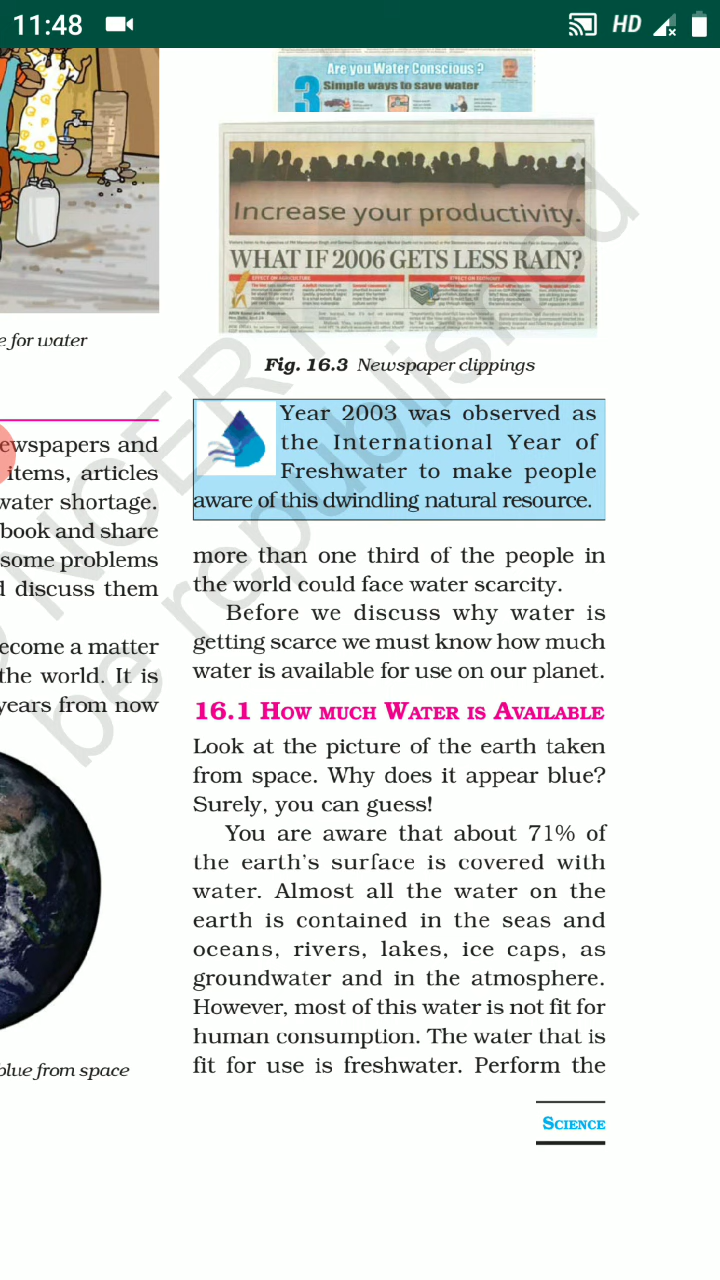 11:48
HD
Are you Water Conscious ?
3 Simple ways to save water
Increase your productivity.
WHAT IF 2006 GETS LESS RAIN?
EFFECT ON AGRICULTURE
EFFECT ON ECONOMY
e for water
Fig. 16.3 Newspaper clippings
Year 2003 was observed as
the International Year of
Freshwater to make people
aware of this dwindling natural resource.
ewspapers and
items, articles
water shortage.
book and share
some problems
discuss them
ecome a matter
the world. It is
years from now
blue from space
more than one third of the people in
the world could face water scarcity.
Before we discuss why water is
getting scarce we must know how much
water is available for use on our planet.
16.1 HOW MUCH WATER IS AVAILABLE
Look at the picture of the earth taken
from space. Why does it appear blue?
Surely, you can guess!
You are aware that about 71% of
the earth's surface is covered with
water. Almost all the water on the
earth is contained in the seas and
oceans, rivers, lakes, ice caps, as
groundwater and in the atmosphere.
However, most of this water is not fit for
human consumption. The water that is
fit for use is freshwater. Perform the
SCIENCE
NCERT
be republished